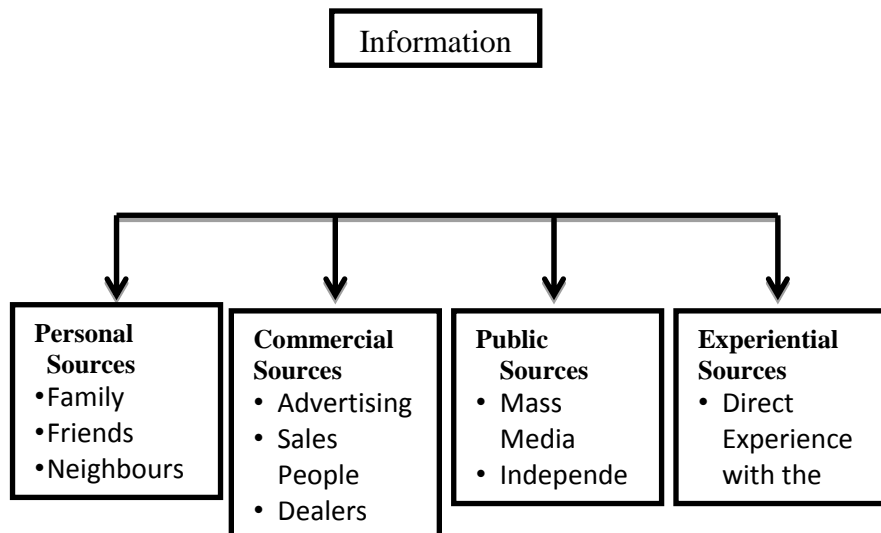 Information
Personal
Sources
•Family
•Friends
•Neighbours
Commercial
Sources
• Advertising
• Sales
People
• Dealers
Public
Sources
• Mass
Media
• Independe
Experiential
Sources
• Direct
Experience
with the